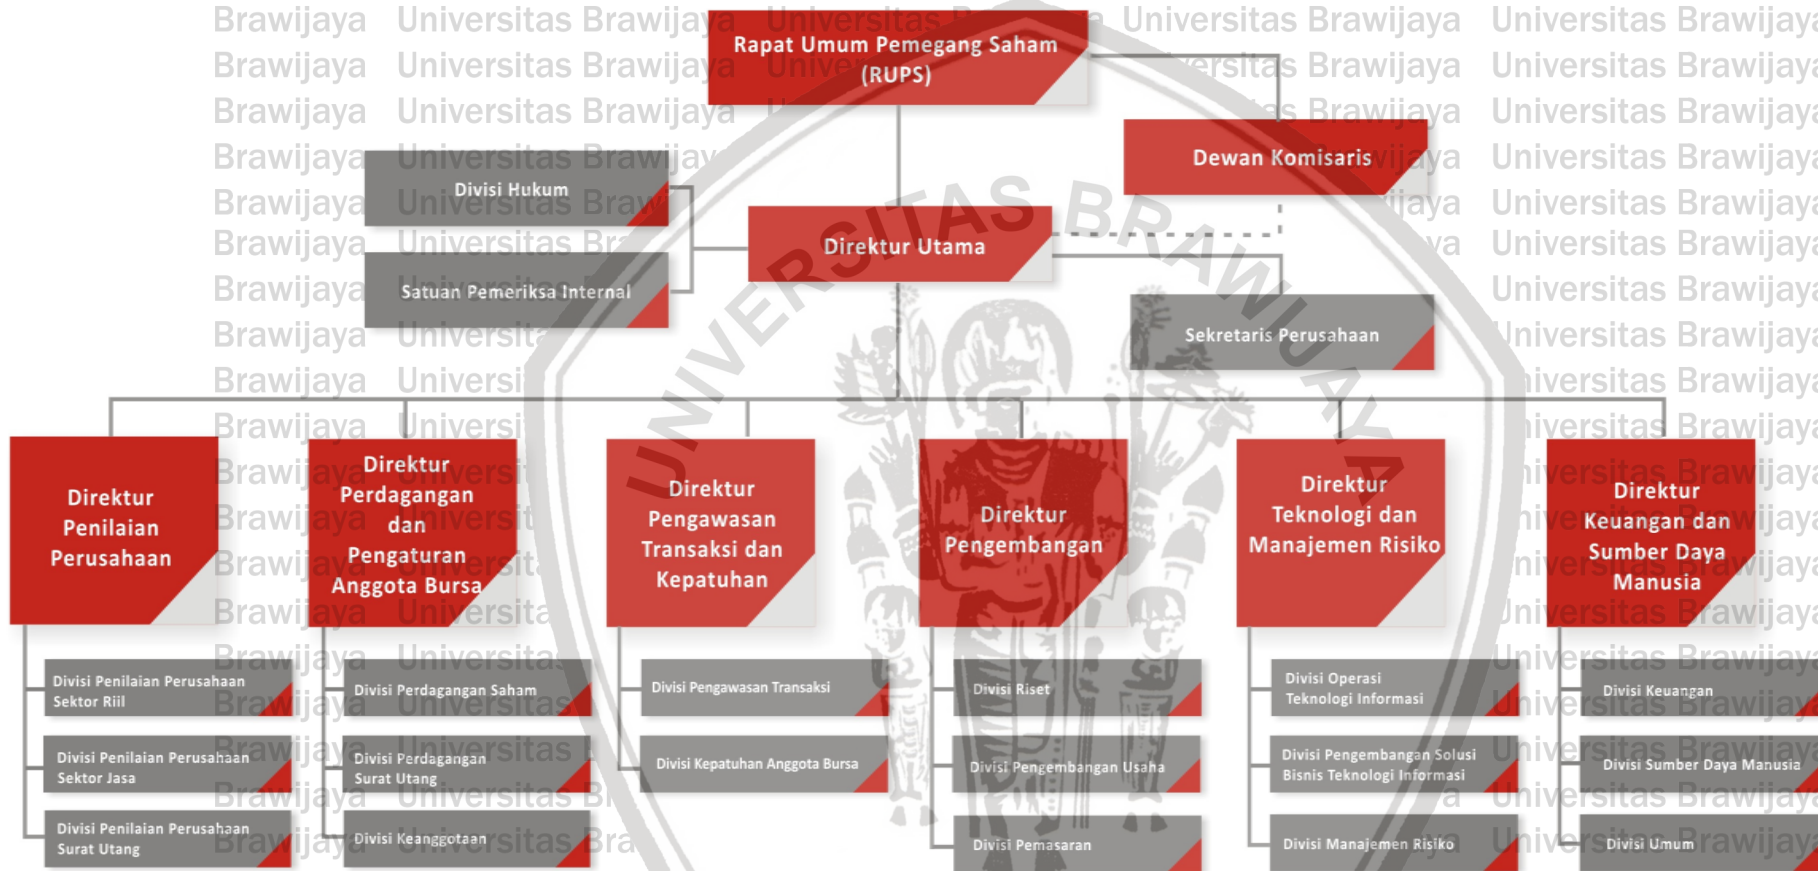 Rapat Umum Pemegang Saham
(RUPS)
Dewan Komisaris
Divisi Hukum
Direktur Utama
Satuan Pemeriksa Internal
Sekretaris Perusahaan
Direktur
Penilaian
Perusahaan
Direktur
Perdagangan
dan
Pengaturan
Anggota Bursa
Direktur
Pengawasan
Transaksi dan
Kepatuhan
Direktur
Pengembangan
Direktur
Teknologi dan
Manajemen Risiko
Direktur
Keuangan dan
Sumber Daya
Manusia
Divisi Penilaian Perusahaan
Sektor Riil
Divisi Penilaian Perusahaan
Sektor Jasa
Divisi Penilaian Perusahaan
Surat Utang
Divisi Perdagangan Saham
Divisi Perdagangan
Surat Utang
Divisi Keanggotaan
Divisi Pengawasan Transaksi
Divisi Kepatuhan Anggota Bursa
Divisi Riset
Divisi Pengembangan Usaha
Divisi Pemasaran
Divisi Operasi
Teknologi Informasi
Divisi Pengembangan Solusi
Bisnis Teknologi Informasi
Divisi Manajemen Risiko
Divisi Keuangan
Divisi Sumber Daya Manusia
Divisi Umum
UNIVERSITAS BRAWIJAYA